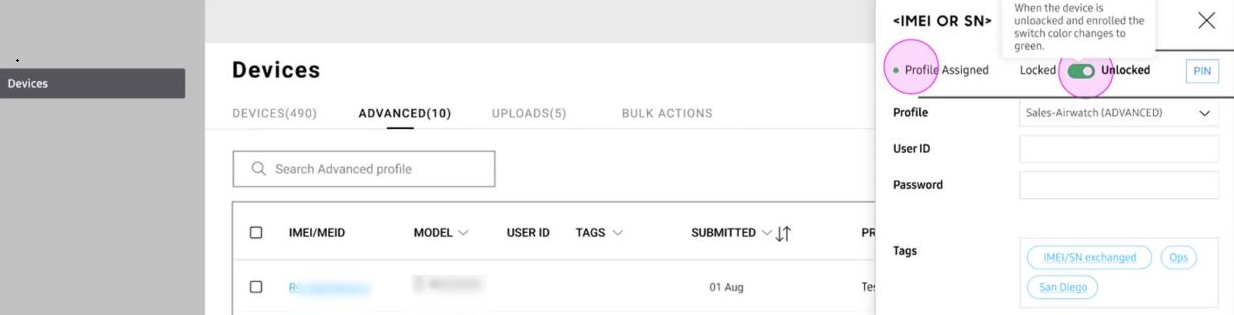 Devices
Devices
DEVICES(490) ADVANCED(10) UPLOADS(5) BULK ACTIONS
Search Advanced profile
IMEI/MEID MODEL USER ID TAGS SUBMITTED PR
01 Aug Tes
<IMEI OR SN>
When the device is
unloacked and enrolled the
switch color changes to
green.
Profile Assigned Locked Unlocked PIN
Profile Sales-Airwatch (ADVANCED)
User ID
Password
Tags IMEI/SN exchanged Ops
San Diego